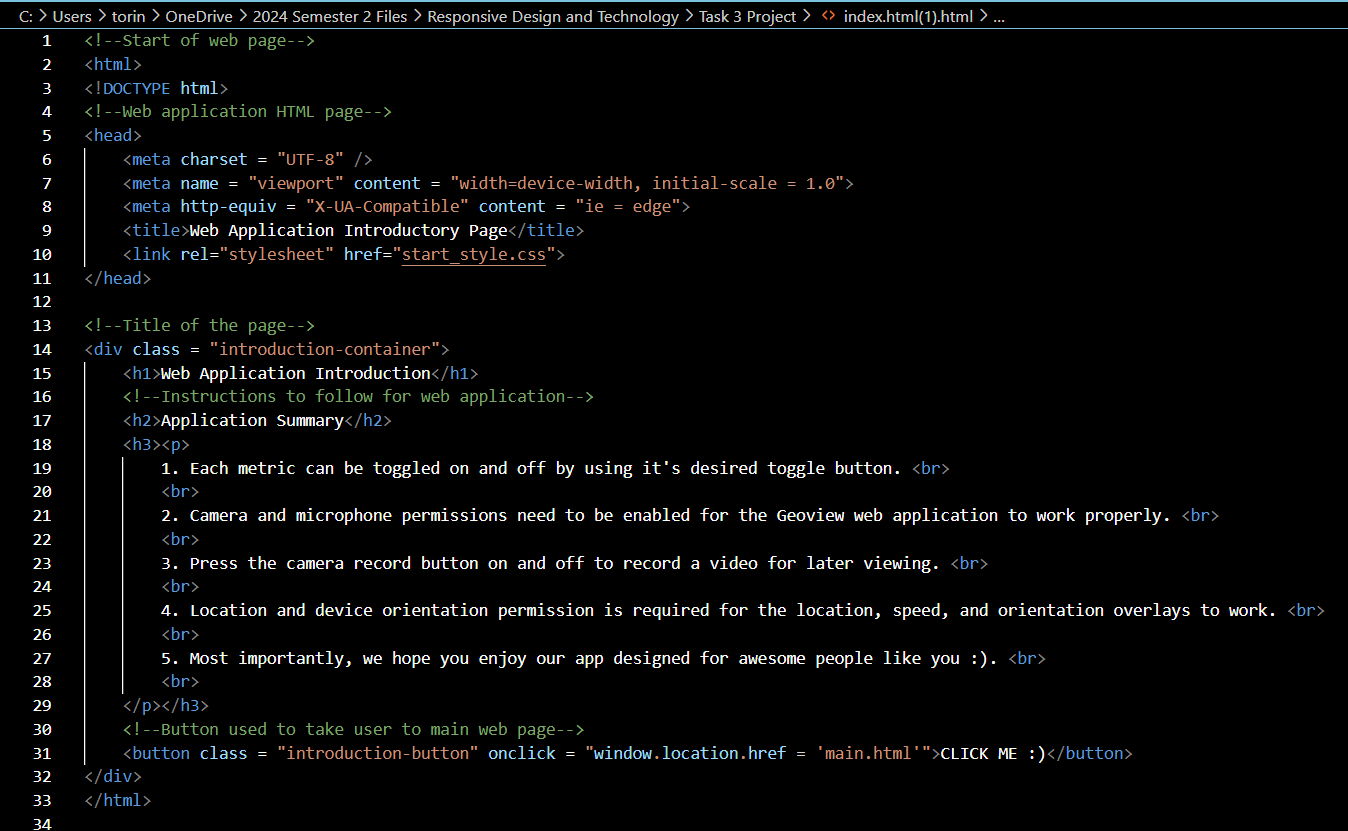 C: > Users > torin > OneDrive > 2024 Semester 2 Files > Responsive Design and Technology > Task 3 Project > <> index.html(1).html > ...
1 <!--Start of web page-->
2 <html>
3 <!DOCTYPE html>
4 <!--Web application HTML page-->
5 <head>
6     <meta charset = "UTF-8" />
7     <meta name = "viewport" content = "width=device-width, initial-scale = 1.0">
8     <meta http-equiv = "X-UA-Compatible" content = "ie = edge">
9     <title>Web Application Introductory Page</title>
10     <link rel="stylesheet" href="start_style.css">
11 </head>
12
13 <!--Title of the page-->
14 <div class = "introduction-container">
15     <h1>Web Application Introduction</h1>
16     <!--Instructions to follow for web application-->
17     <h2>Application Summary</h2>
18     <h3><p>
19         1. Each metric can be toggled on and off by using it's desired toggle button. <br>
20         <br>
21         2. Camera and microphone permissions need to be enabled for the Geoview web application to work properly. <br>
22         <br>
23         3. Press the camera record button on and off to record a video for later viewing. <br>
24         <br>
25         4. Location and device orientation permission is required for the location, speed, and orientation overlays to work. <br>
26         <br>
27         5. Most importantly, we hope you enjoy our app designed for awesome people like you :). <br>
28         <br>
29     </p></h3>
30     <!--Button used to take user to main web page-->
31     <button class = "introduction-button" onclick = "window.location.href = 'main.html'">CLICK ME :)</button>
32 </div>
33 </html>
34